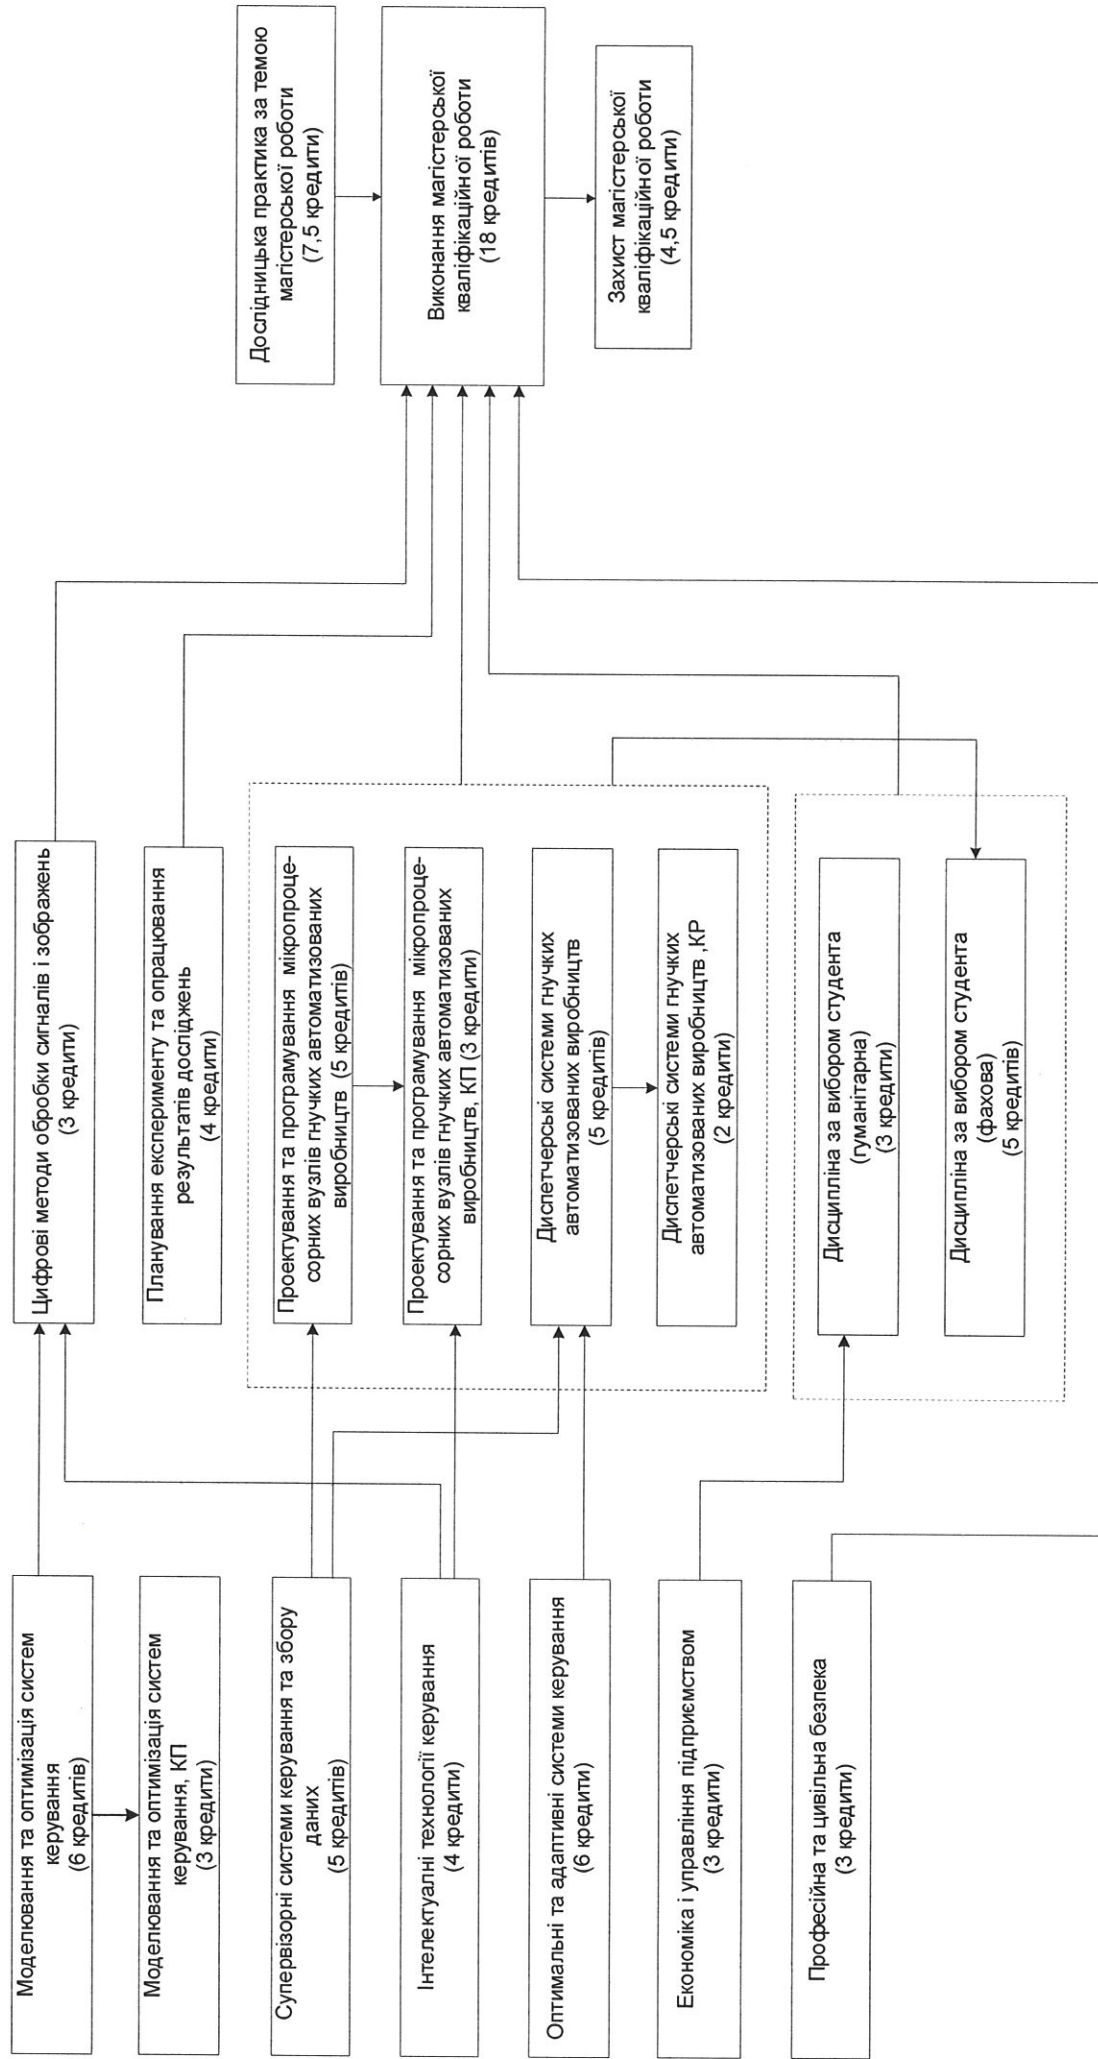 Моделювання та оптимізація систем
керування
(6 кредитів)
Моделювання та оптимізація систем
керування, КП
(3 кредити)
Супервізорні системи керування та збору
даних
(5 кредитів)
Інтелектуалні технології керування
(4 кредити)
Оптимальні та адаптивні системи керування
(6 кредити)
Економіка і управління підприємством
(3 кредити)
Професійна та цивільна безпека
(3 кредити)
Цифрові методи обробки сигналів і зображень
(3 кредити)
Планування експерименту та опрацювання
результатів досліджень
(4 кредити)
Проектування та програмування мікропроце-
сорних вузлів гнучких автоматизованих
виробництв (5 кредитів)
Проектування та програмування мікропроце-
сорних вузлів гнучких автоматизованих
виробництв, КП (3 кредити)
Диспетчерські системи гнучких
автоматизованих виробництв
(5 кредитів)
Диспетчерські системи гнучких
автоматизованих виробництв ,КР
(2 кредити)
Дисципліна за вибором студента
(гуманітарна)
(3 кредити)
Дисципліна за вибором студента
(фахова)
(5 кредитів)
Дослідницька практика за темою
магістерської роботи
(7,5 кредити)
Виконання магістерської
кваліфікаційної роботи
(18 кредитів)
Захист магістерської
кваліфікаційної роботи
(4,5 кредити)